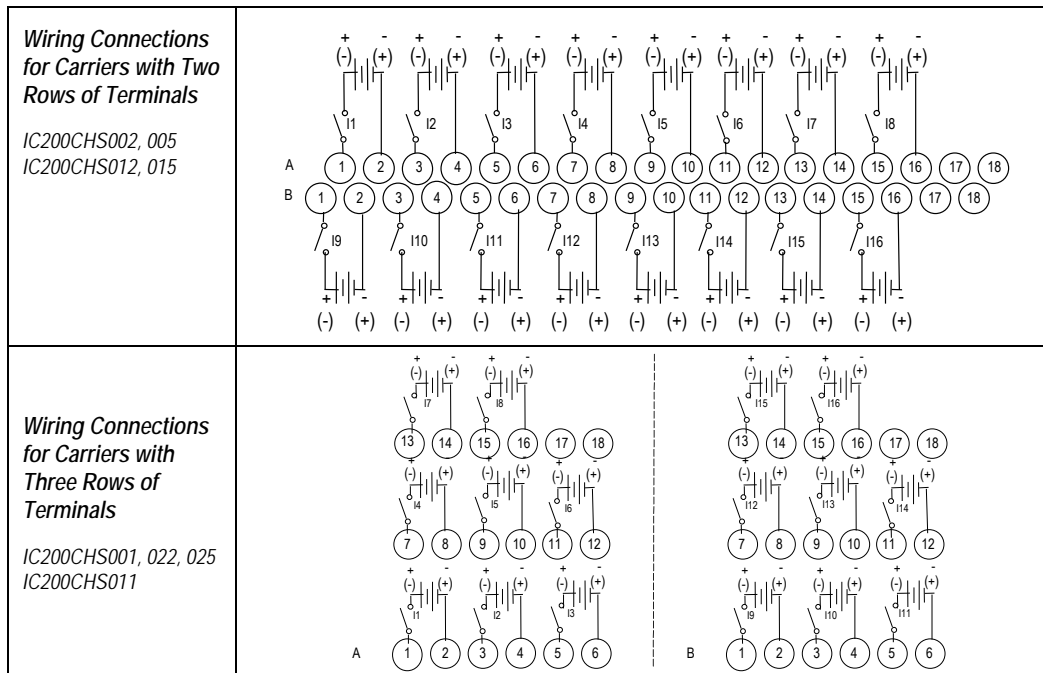 Wiring Connections
for Carriers with Two
Rows of Terminals
IC200CHS002, 005
IC200CHS012, 015
+ - + - + - + - + - + - + - + -
(-) (+) (-) (+) (-) (+) (-) (+) (-) (+) (-) (+) (-) (+) (-) (+)
I1 I2 I3 I4 I5 I6 I7 I8
A 1 2 3 4 5 6 7 8 9 10 11 12 13 14 15 16 17 18
B 1 2 3 4 5 6 7 8 9 10 11 12 13 14 15 16 17 18
I9 I10 I11 I12 I13 I14 I15 I16
+ - + - + - + - + - + - + - + -
(-) (+) (-) (+) (-) (+) (-) (+) (-) (+) (-) (+) (-) (+) (-) (+)
Wiring Connections
for Carriers with
Three Rows of
Terminals
IC200CHS001, 022, 025
IC200CHS011
+ - + - + - + -
(-) (+) (-) (+) (-) (+) (-) (+)
I7 I8 I15 I16
13 14 15 16 17 18 13 14 15 16 17 18
+ - + - + - + - + - + -
(-) (+) (-) (+) (-) (+) (-) (+) (-) (+) (-) (+)
I4 I5 I6 I12 I13 I14
7 8 9 10 11 12 7 8 9 10 11 12
+ - + - + - + - + - + -
(-) (+) (-) (+) (-) (+) (-) (+) (-) (+) (-) (+)
I1 I2 I3 I9 I10 I11
A 1 2 3 4 5 6 B 1 2 3 4 5 6